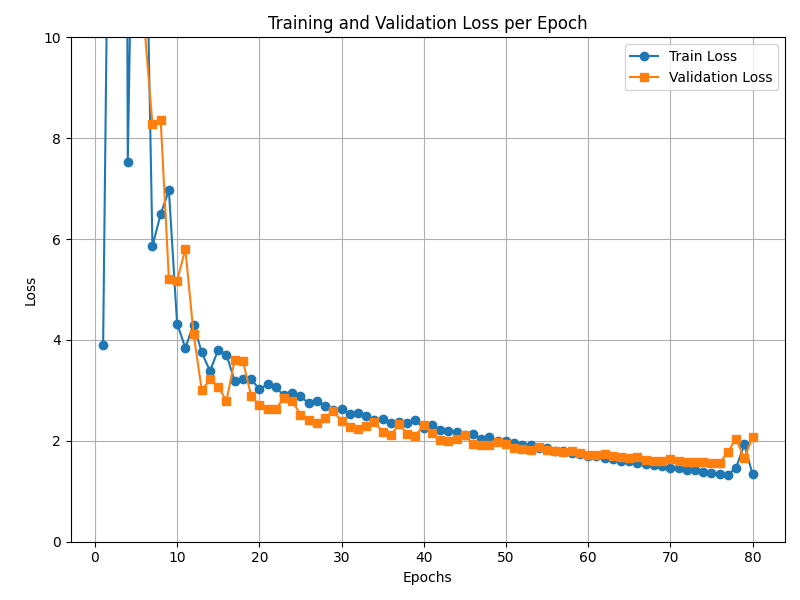 Training and Validation Loss per Epoch
Train Loss
Validation Loss
Loss
10
8
6
4
2
0
0 10 20 30 40 50 60 70 80
Epochs